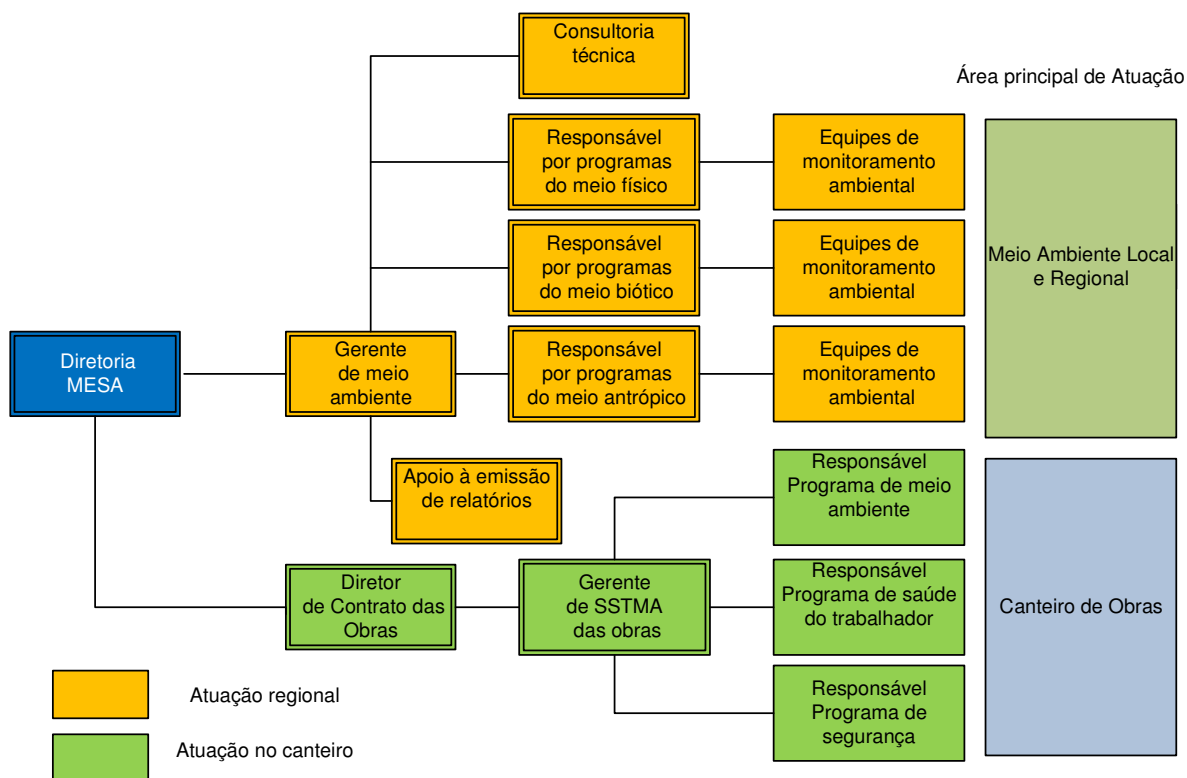 Consultoria
técnica
Área principal de Atuação
Responsável
por programas
do meio físico
Equipes de
monitoramento
ambiental
Responsável
por programas
do meio biótico
Equipes de
monitoramento
ambiental
Meio Ambiente Local
e Regional
Diretoria
MESA
Gerente
de meio
ambiente
Responsável
por programas
do meio antrópico
Equipes de
monitoramento
ambiental
Apoio à emissão
de relatórios
Responsável
Programa de meio
ambiente
Diretor
de Contrato das
Obras
Gerente
de SSTMA
das obras
Responsável
Programa de saúde
do trabalhador
Canteiro de Obras
Responsável
Programa de
segurança
Atuação regional
Atuação no canteiro